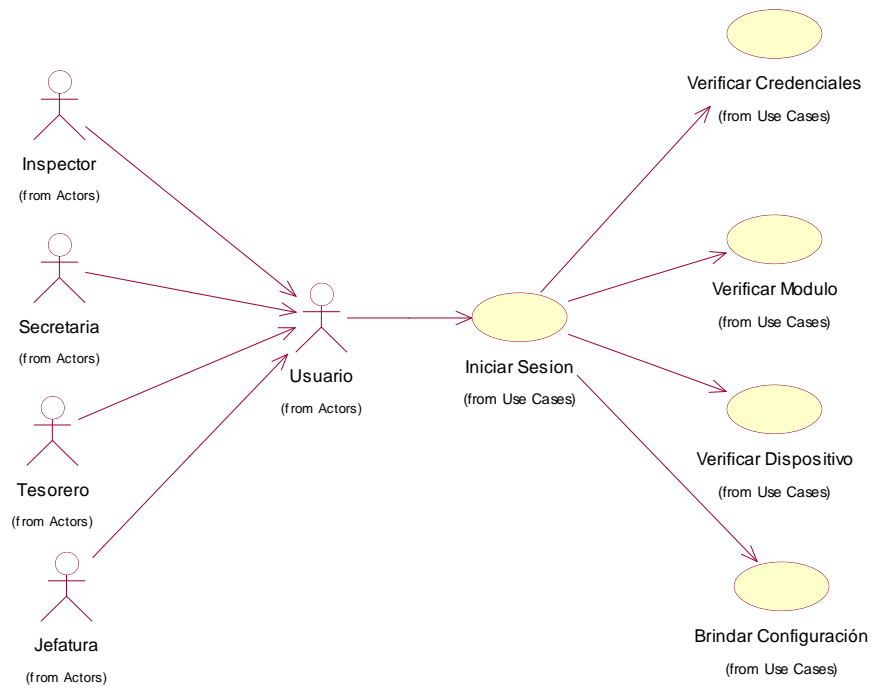 Verificar Credenciales
(from Use Cases)
Inspector
(from Actors)
Verificar Modulo
(from Use Cases)
Secretaria
(from Actors)
Usuario
(from Actors)
Iniciar Sesion
(from Use Cases)
Verificar Dispositivo
(from Use Cases)
Tesorero
(from Actors)
Brindar Configuración
(from Use Cases)
Jefatura
(from Actors)